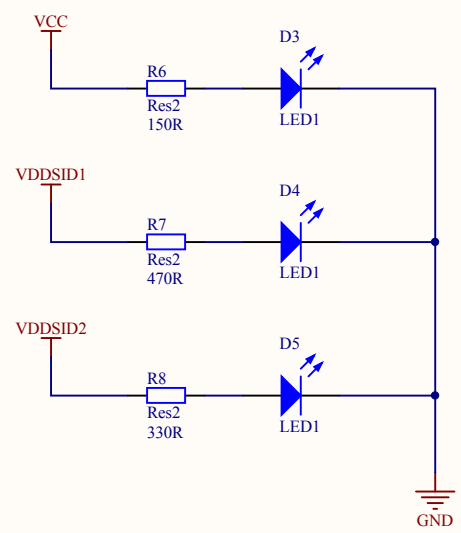 VCC
D3
R6
Res2
150R
LED1
VDDSID1
D4
R7
Res2
470R
LED1
VDDSID2
D5
R8
Res2
330R
LED1
GND